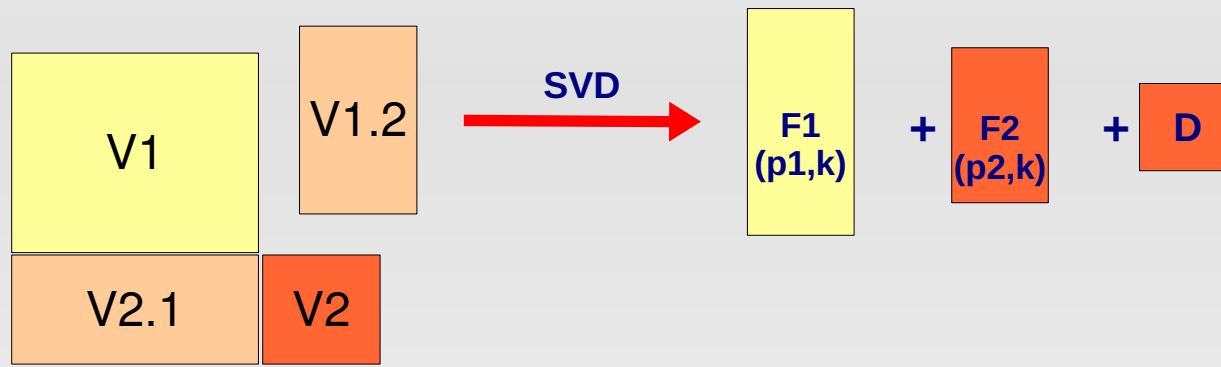 V1
V1.2
V2.1
V2
SVD
F1
(p1,k)
+
F2
(p2,k)
+
D